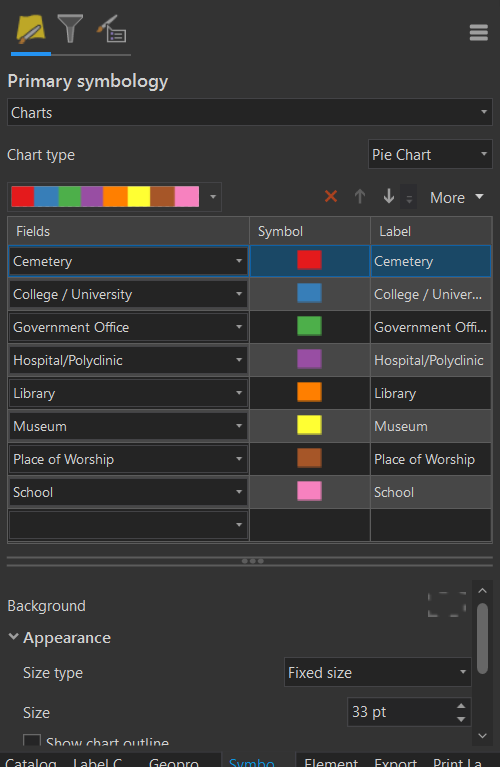 Primary symbology
Charts
Chart type Pie Chart
More
Fields Symbol Label
Cemetery Cemetery
College / University College / Univer...
Government Office Government Offi...
Hospital/Polyclinic Hospital/Polyclinic
Library Library
Museum Museum
Place of Worship Place of Worship
School School
Background
Appearance
Size type Fixed size
Size 33 pt
Show chart outline
Catalog Label C... Geopro... Symbo... Element Export Print La...